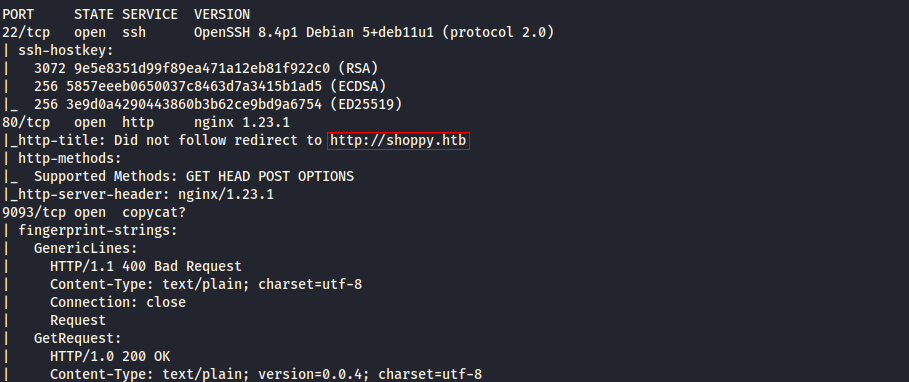 PORT     STATE SERVICE  VERSION
22/tcp   open  ssh      OpenSSH 8.4p1 Debian 5+deb11u1 (protocol 2.0)
| ssh-hostkey:
|   3072 9e5e8351d99f89ea471a12eb81f922c0 (RSA)
|   256 5857eeeb0650037c8463d7a3415b1ad5 (ECDSA)
|_  256 3e9d0a4290443860b3b62ce9bd9a6754 (ED25519)
80/tcp   open  http     nginx 1.23.1
|_http-title: Did not follow redirect to http://shoppy.htb
| http-methods:
|_  Supported Methods: GET HEAD POST OPTIONS
|_http-server-header: nginx/1.23.1
9093/tcp open  copycat?
| fingerprint-strings:
|   GenericLines:
|     HTTP/1.1 400 Bad Request
|     Content-Type: text/plain; charset=utf-8
|     Connection: close
|     Request
|   GetRequest:
|     HTTP/1.0 200 OK
|     Content-Type: text/plain; version=0.0.4; charset=utf-8